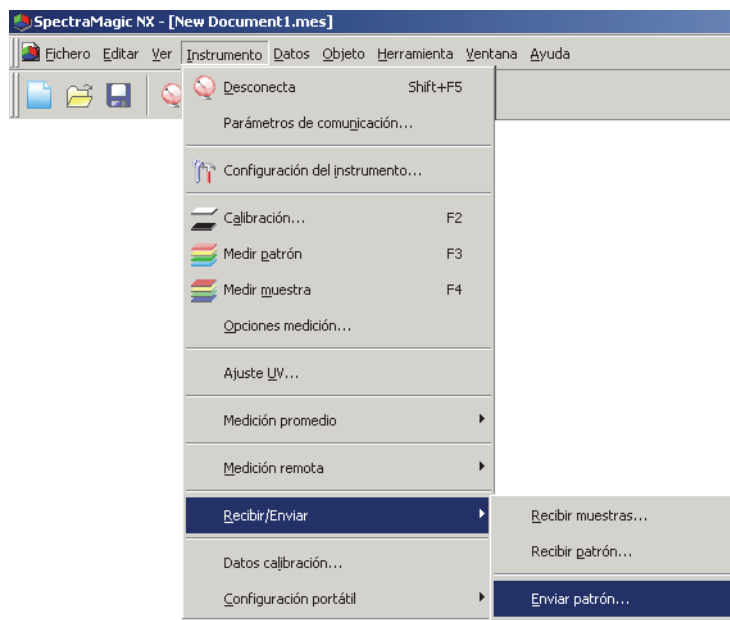 SpectraMagic NX - [New Document1.mes]
Fichero Editar Ver Instrumento Datos Objeto Herramienta Ventana Ayuda
Desconecta Shift+F5
Parámetros de comunicación...
Configuración del instrumento...
Calibración... F2
Medir patrón F3
Medir muestra F4
Opciones medición...
Ajuste UV...
Medición promedio
Medición remota
Recibir/Enviar
Recibir muestras...
Recibir patrón...
Enviar patrón...
Datos calibración...
Configuración portátil